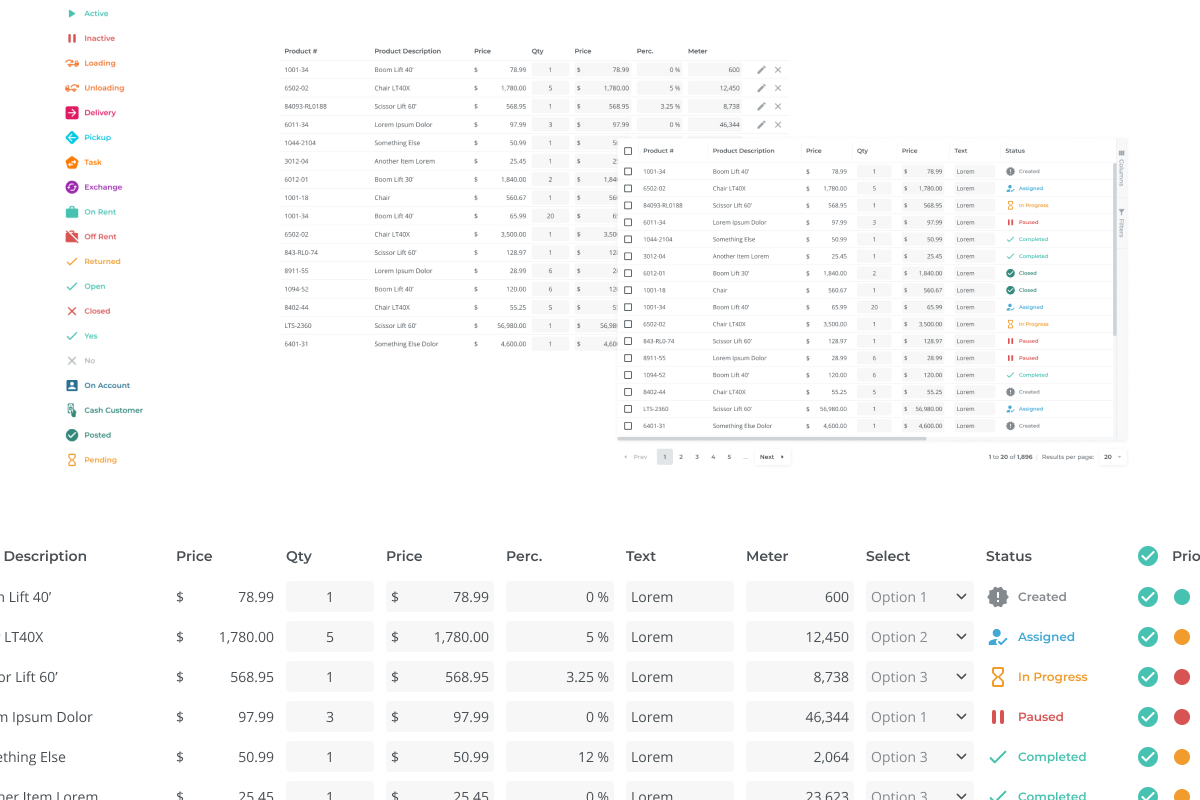 Active
Inactive
Loading
Unloading
Delivery
Pickup
Task
Exchange
On Rent
Off Rent
Returned
Open
Closed
Yes
No
On Account
Cash Customer
Posted
Pending
Product # Product Description Price Qty Price Perc. Meter
1001-34 Boom Lift 40' $ 78.99 1 $ 78.99 0 % 600
6502-02 Chair LT40X $ 1,780.00 5 $ 1,780.00 5 % 12,450
84093-RL0188 Scissor Lift 60' $ 568.95 1 $ 568.95 3.25 % 8,738
6011-34 Lorem Ipsum Dolor $ 97.99 3 $ 97.99 0 % 46,344
1044-2104 Something Else $ 50.99 1 $
3012-04 Another Item Lorem $ 25.45 1 $
6012-01 Boom Lift 30' $ 1,840.00 2 $ 1,84
1001-18 Chair $ 560.67 1 $ 56
1001-34 Boom Lift 40' $ 65.99 20 $
6502-02 Chair LT40X $ 3,500.00 1 $ 3,50
843-RL0-74 Scissor Lift 60' $ 128.97 1 $ 12
8911-55 Lorem Ipsum Dolor $ 28.99 6 $
1094-52 Boom Lift 40' $ 120.00 6 $ 12
8402-44 Chair LT40X $ 55.25 5 $
LTS-2360 Scissor Lift 60' $ 56,980.00 1 $ 56,98
6401-31 Something Else Dolor $ 4,600.00 1 $ 4,60
Product # Product Description Price Qty Price Text Status
1001-34 Boom Lift 40' $ 78.99 1 $ 78.99 Lorem Created
6502-02 Chair LT40X $ 1,780.00 5 $ 1,780.00 Lorem Assigned
84093-RL0188 Scissor Lift 60' $ 568.95 1 $ 568.95 Lorem In Progress
6011-34 Lorem Ipsum Dolor $ 97.99 3 $ 97.99 Lorem Paused
1044-2104 Something Else $ 50.99 1 $ 50.99 Lorem Completed
3012-04 Another Item Lorem $ 25.45 1 $ 25.45 Lorem Completed
6012-01 Boom Lift 30' $ 1,840.00 2 $ 1,840.00 Lorem Closed
1001-18 Chair $ 560.67 1 $ 560.67 Lorem Closed
1001-34 Boom Lift 40' $ 65.99 20 $ 65.99 Lorem Assigned
6502-02 Chair LT40X $ 3,500.00 1 $ 3,500.00 Lorem In Progress
843-RL0-74 Scissor Lift 60' $ 128.97 1 $ 128.97 Lorem Paused
8911-55 Lorem Ipsum Dolor $ 28.99 6 $ 28.99 Lorem Paused
1094-52 Boom Lift 40' $ 120.00 6 $ 120.00 Lorem Completed
8402-44 Chair LT40X $ 55.25 5 $ 55.25 Lorem Created
LTS-2360 Scissor Lift 60' $ 56,980.00 1 $ 56,980.00 Lorem Assigned
6401-31 Something Else Dolor $ 4,600.00 1 $ 4,600.00 Lorem Created
Columns
Filters
Prev 1 2 3 4 5 ... Next 1 to 20 of 1,896 Results per page: 20
Description Price Qty Price Perc. Text Meter Select Status Prio
m Lift 40’ $ 78.99 1 $ 78.99 0 % Lorem 600 Option 1 Created
LT40X $ 1,780.00 5 $ 1,780.00 5 % Lorem 12,450 Option 2 Assigned
or Lift 60’ $ 568.95 1 $ 568.95 3.25 % Lorem 8,738 Option 3 In Progress
m Ipsum Dolor $ 97.99 3 $ 97.99 0 % Lorem 46,344 Option 1 Paused
ething Else $ 50.99 1 $ 50.99 12 % Lorem 2,064 Option 3 Completed
her Item Lorem $ 25.45 1 $ 25.45 0 % Lorem 23,623 Option 3 Completed